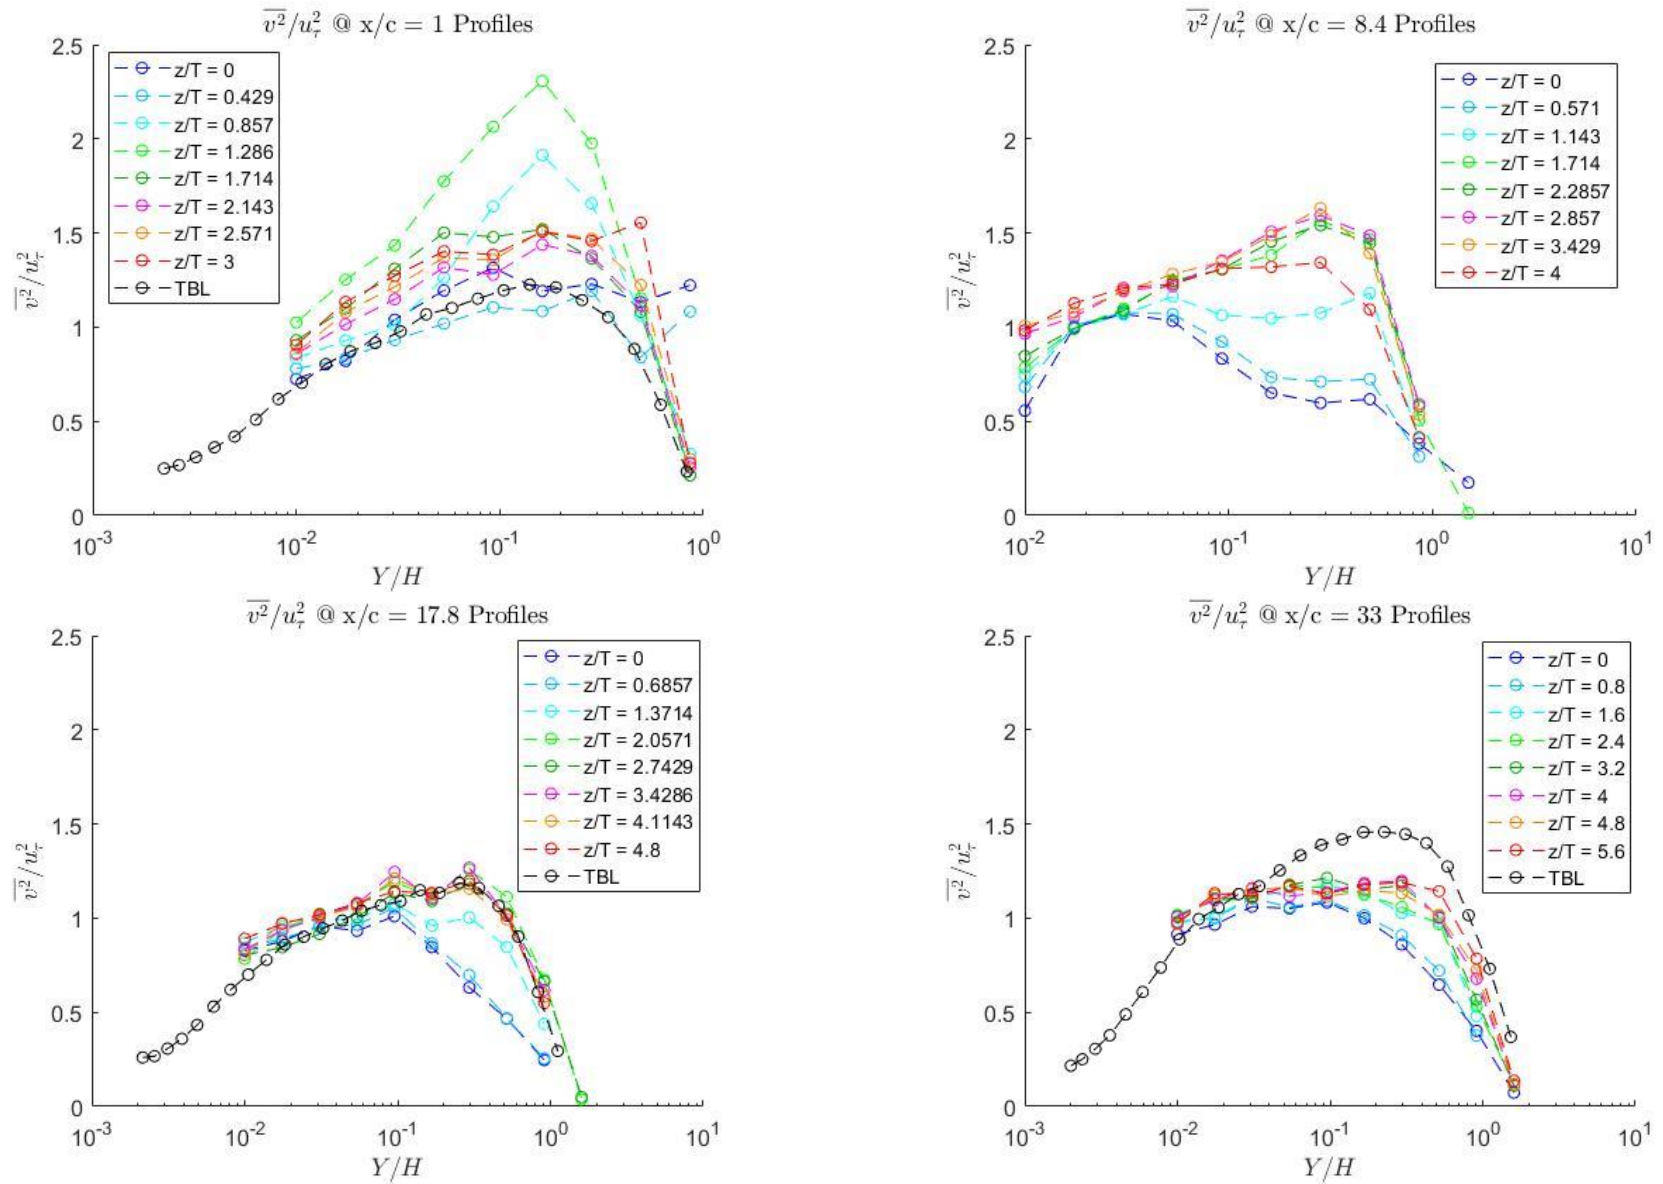 v²/u²τ @ x/c = 1 Profiles
v²/u²τ
2.5
2
1.5
1
0.5
0
z/T = 0
z/T = 0.429
z/T = 0.857
z/T = 1.286
z/T = 1.714
z/T = 2.143
z/T = 2.571
z/T = 3
TBL
10⁻³
10⁻²
10⁻¹
10⁰
Y/H
v²/u²τ @ x/c = 8.4 Profiles
v²/u²τ
2.5
2
1.5
1
0.5
0
z/T = 0
z/T = 0.571
z/T = 1.143
z/T = 1.714
z/T = 2.2857
z/T = 2.857
z/T = 3.429
z/T = 4
10⁻²
10⁻¹
10⁰
10¹
Y/H
v²/u²τ @ x/c = 17.8 Profiles
v²/u²τ
2.5
2
1.5
1
0.5
0
z/T = 0
z/T = 0.6857
z/T = 1.3714
z/T = 2.0571
z/T = 2.7429
z/T = 3.4286
z/T = 4.1143
z/T = 4.8
TBL
10⁻³
10⁻²
10⁻¹
10⁰
10¹
Y/H
v²/u²τ @ x/c = 33 Profiles
v²/u²τ
2.5
2
1.5
1
0.5
0
z/T = 0
z/T = 0.8
z/T = 1.6
z/T = 2.4
z/T = 3.2
z/T = 4
z/T = 4.8
z/T = 5.6
TBL
10⁻³
10⁻²
10⁻¹
10⁰
10¹
Y/H